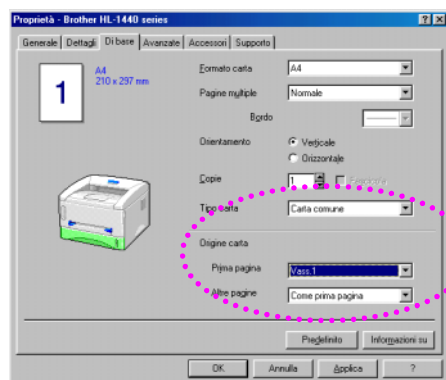 Proprietà - Brother HL-1440 series
Generale Dettagli Di base Avanzate Accessori Supporto
1
A4
210 x 297 mm
Formato carta A4
Pagine multiple Normale
Bordo
Orientamento Verticale
Orizzontale
Copie 1 Fascicola
Tipo carta Carta comune
Origine carta
Prima pagina Vass.1
Altre pagine Come prima pagina
Predefinito Informazioni su
OK Annulla Applica ?